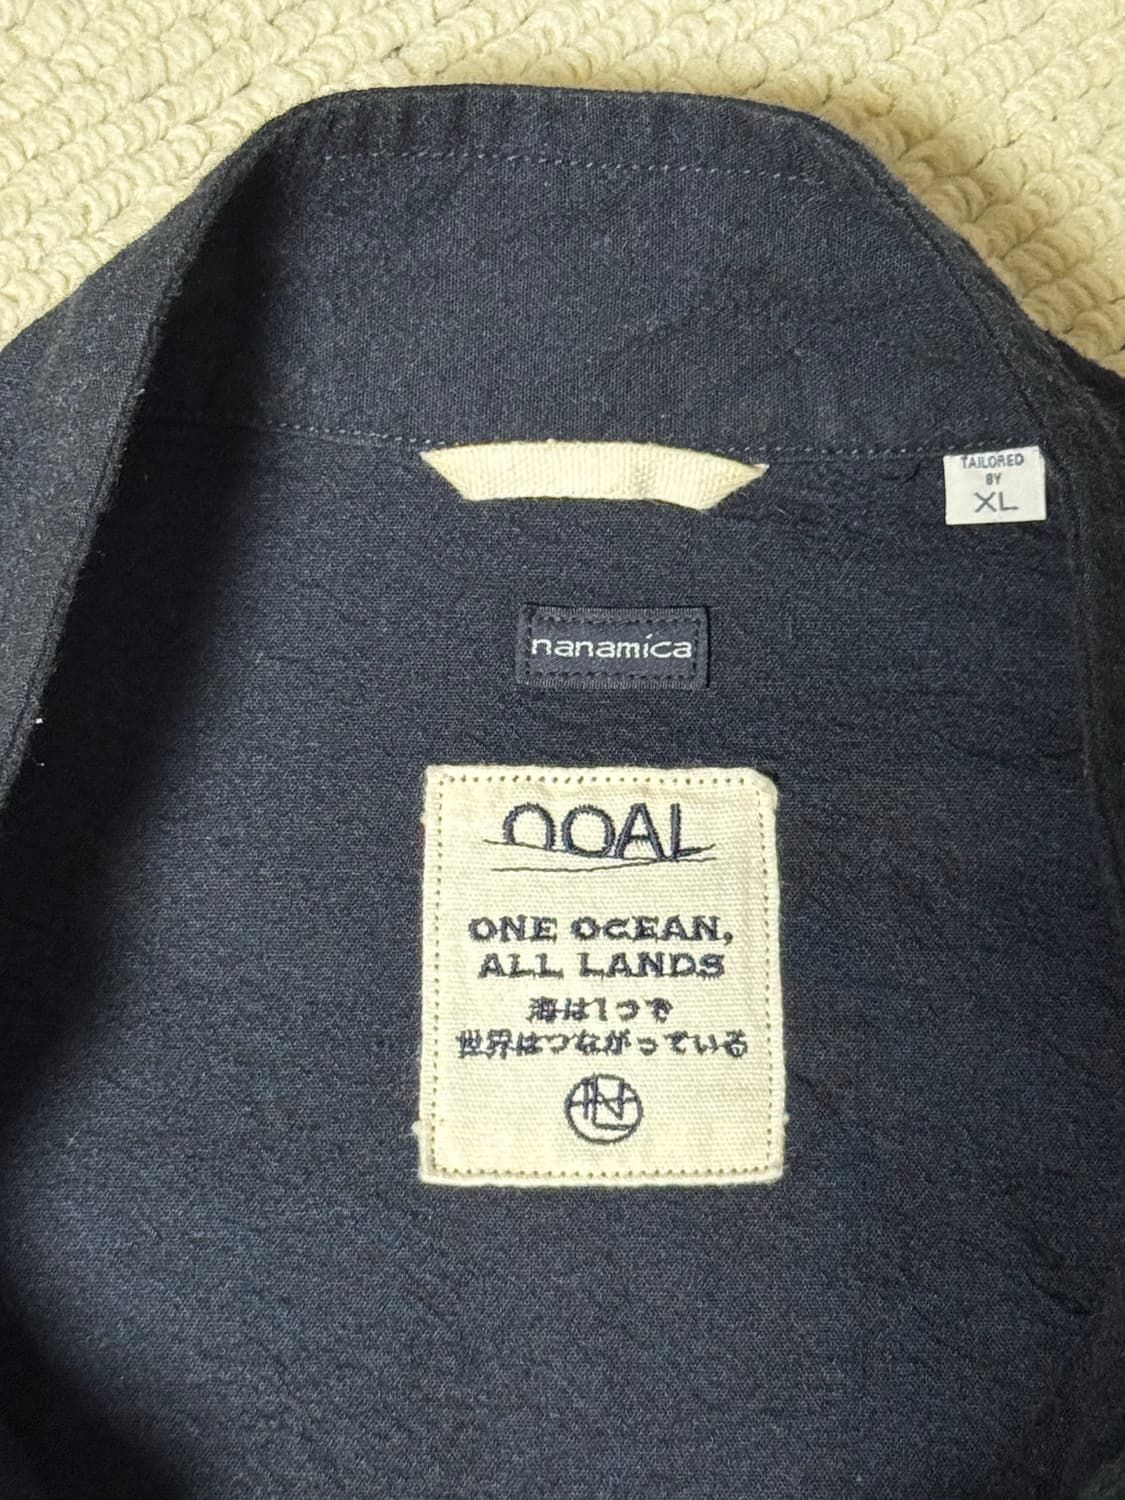 TAILORED
BY
XL
nanamica
OOAL
ONE OCEAN,
ALL LANDS
海は1つで
世界はつながっている